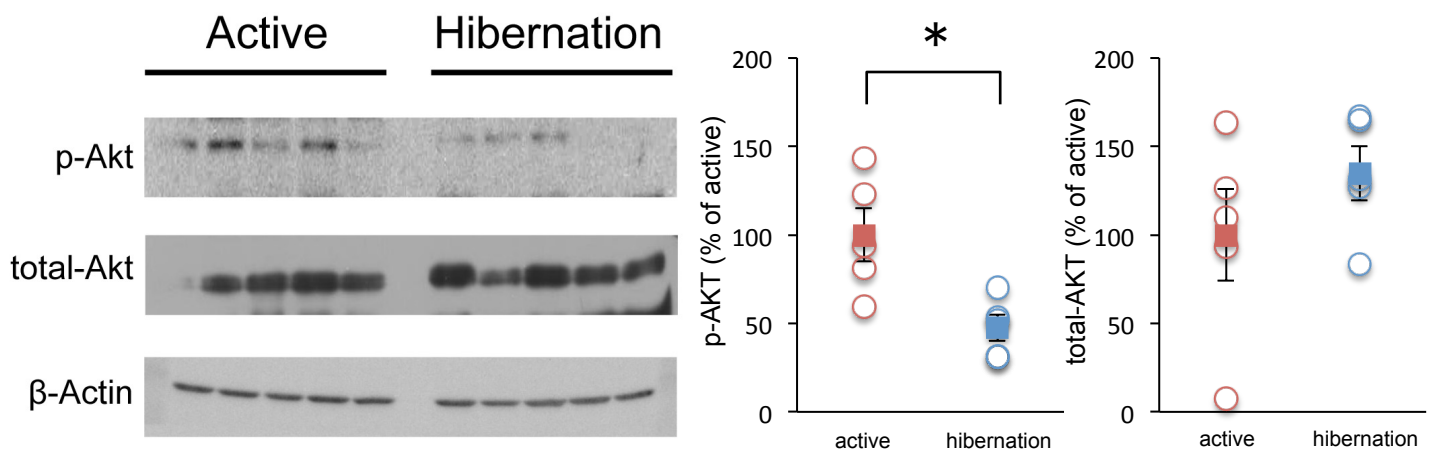 Active
Hibernation
p-Akt
total-Akt
β-Actin
*
p-AKT (% of active)
200
150
100
50
0
active
hibernation
total-AKT (% of active)
200
150
100
50
0
active
hibernation